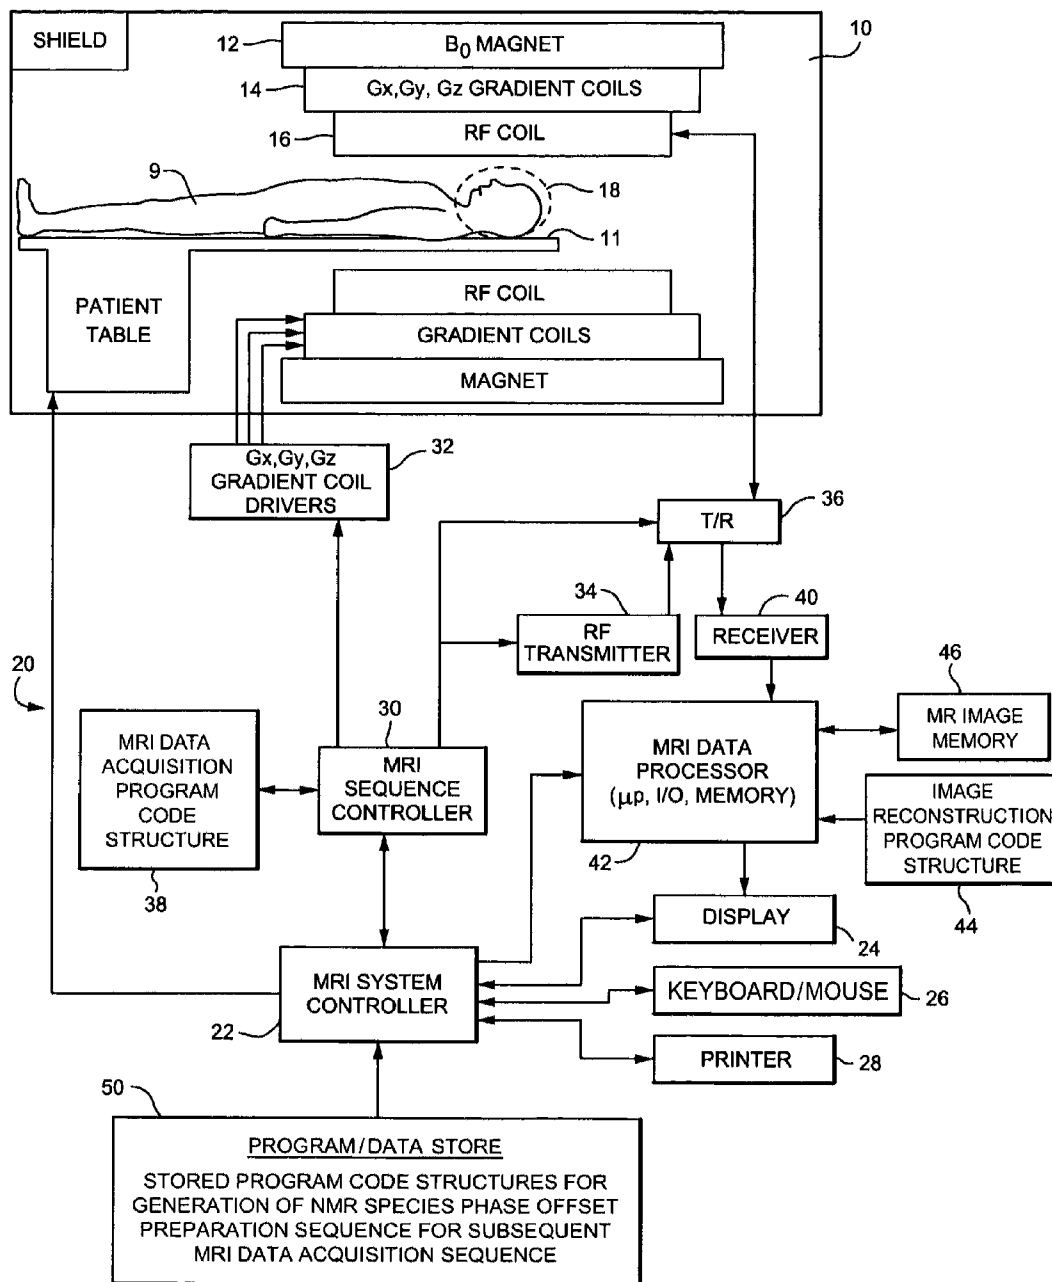 SHIELD
10
12
B0 MAGNET
14
Gx,Gy, Gz GRADIENT COILS
16
RF COIL
9
18
11
PATIENT
TABLE
RF COIL
GRADIENT COILS
MAGNET
Gx,Gy,Gz
GRADIENT COIL
DRIVERS
32
T/R
36
34
RF
TRANSMITTER
40
RECEIVER
20
46
MR IMAGE
MEMORY
30
MRI
SEQUENCE
CONTROLLER
MRI DATA
ACQUISITION
PROGRAM
CODE
STRUCTURE
38
MRI DATA
PROCESSOR
(μp, I/O, MEMORY)
42
IMAGE
RECONSTRUCTION
PROGRAM CODE
STRUCTURE
44
DISPLAY
24
MRI SYSTEM
CONTROLLER
22
KEYBOARD/MOUSE
26
PRINTER
28
50
PROGRAM/DATA STORE
STORED PROGRAM CODE STRUCTURES FOR
GENERATION OF NMR SPECIES PHASE OFFSET
PREPARATION SEQUENCE FOR SUBSEQUENT
MRI DATA ACQUISITION SEQUENCE